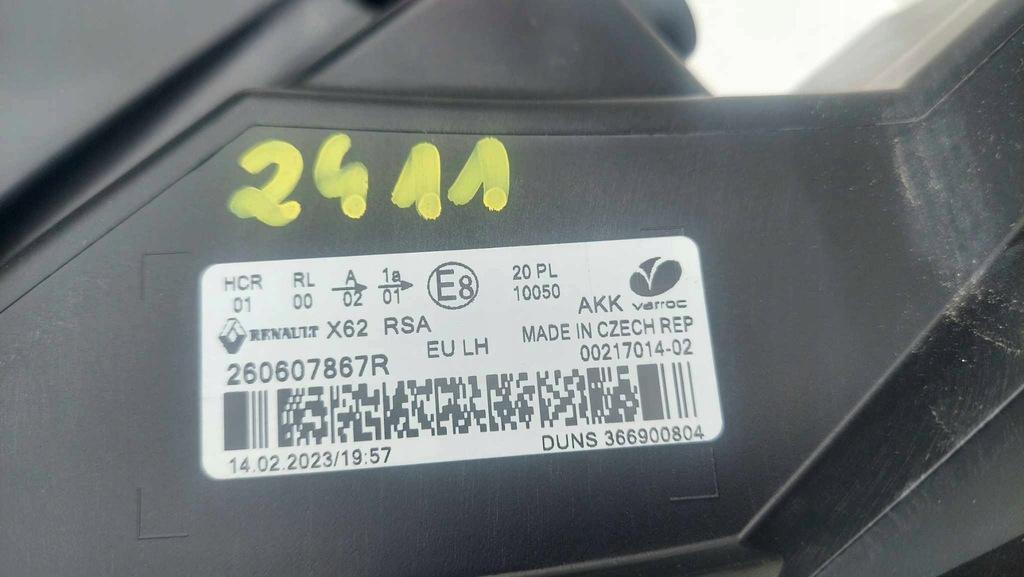 2411
HCR RL A 1a E8 20 PL
01 00 02 01 10050 AKK varroc
RENAULT X62 RSA MADE IN CZECH REP
EU LH 00217014-02
260607867R
14.02.2023/19:57 DUNS 366900804